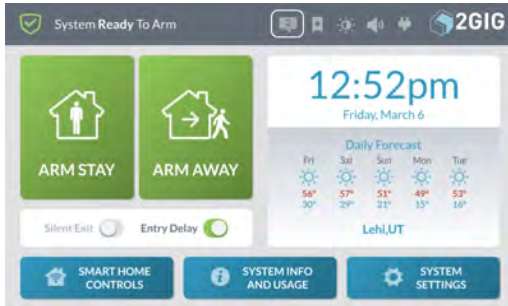 System Ready To Arm
2GIG
ARM STAY
ARM AWAY
Silent Exit
Entry Delay
12:52pm
Friday, March 6
Daily Forecast
Fri Sat Sun Mon Tue
56° 57° 51° 49° 53°
30° 29° 21° 15° 16°
Lehi,UT
SMART HOME
CONTROLS
SYSTEM INFO
AND USAGE
SYSTEM
SETTINGS